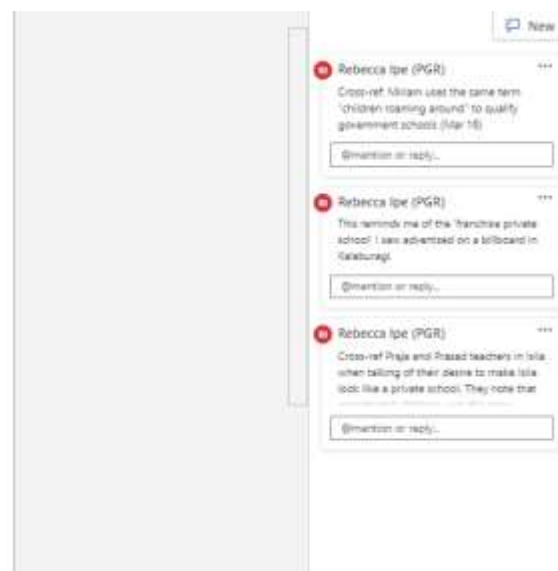 New
Rebecca Ipe (PGR)
Cross-ref: Miriam uses the same term
'children roaming around' to qualify
government schools (Mar 16)
@mention or reply...
Rebecca Ipe (PGR)
This reminds me of the 'franchise private
school' I saw advertised on a billboard in
Kalaburagi.
@mention or reply...
Rebecca Ipe (PGR)
Cross-ref Praja and Prasad teachers in Isila
when talking of their desire to make Isila
look like a private school. They note that
@mention or reply...